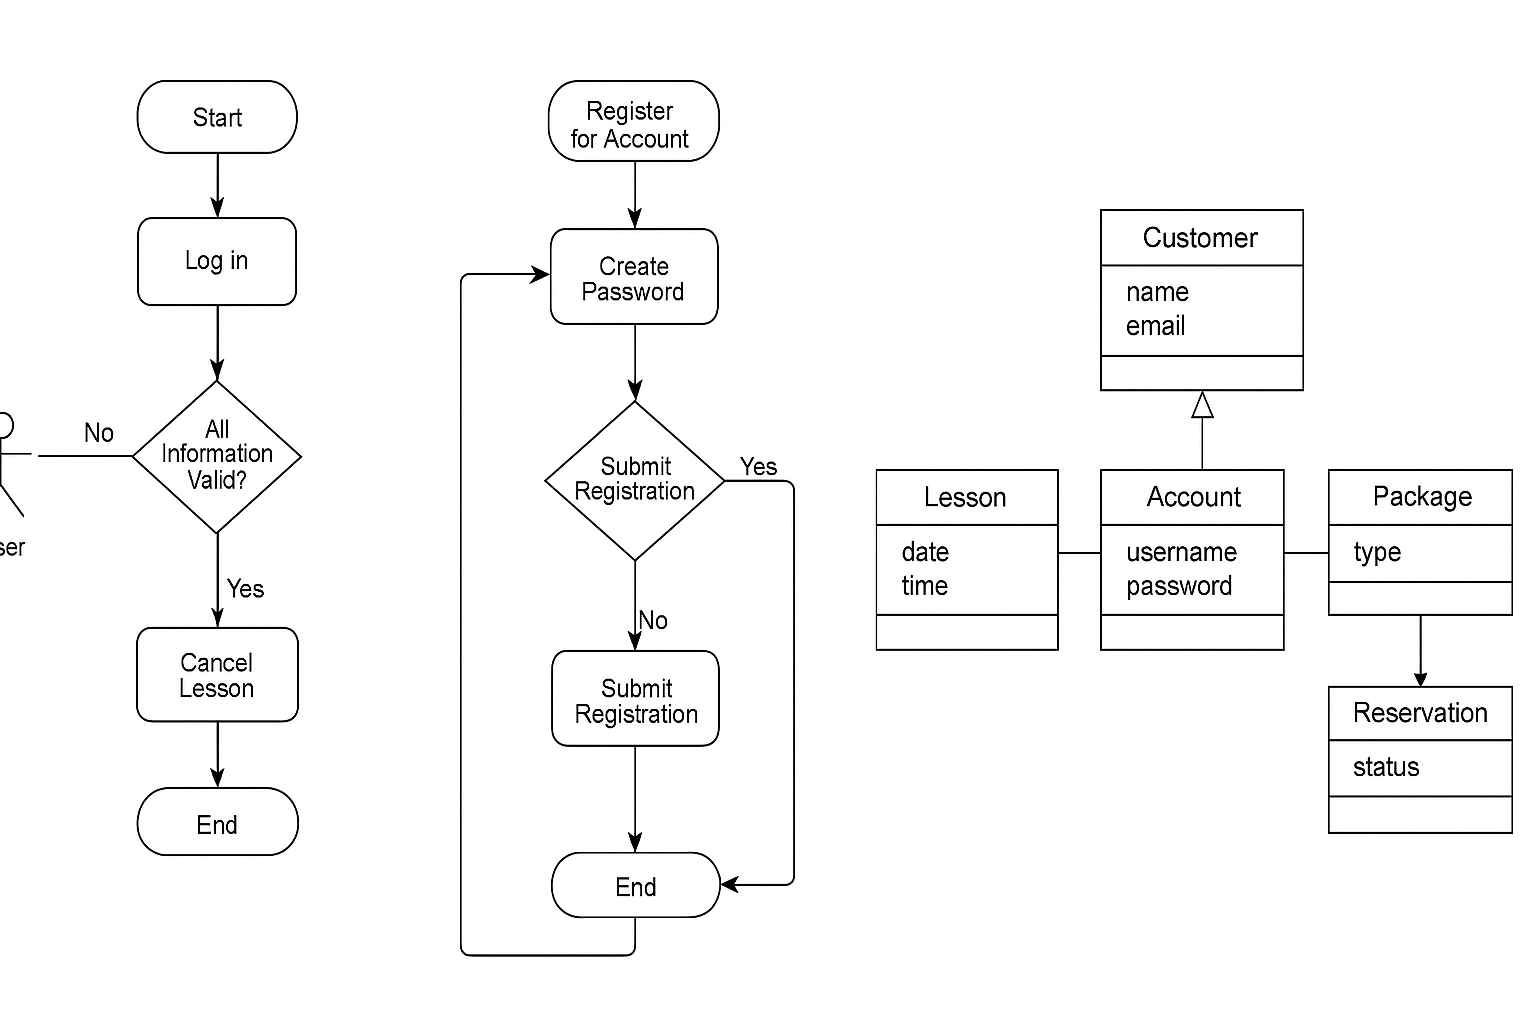 Start
Log in
No
All
Information
Valid?
Yes
Cancel
Lesson
End
ser
Register
for Account
Create
Password
Submit
Registration
Yes
No
Submit
Registration
End
Customer
name
email
Lesson
date
time
Account
username
password
Package
type
Reservation
status